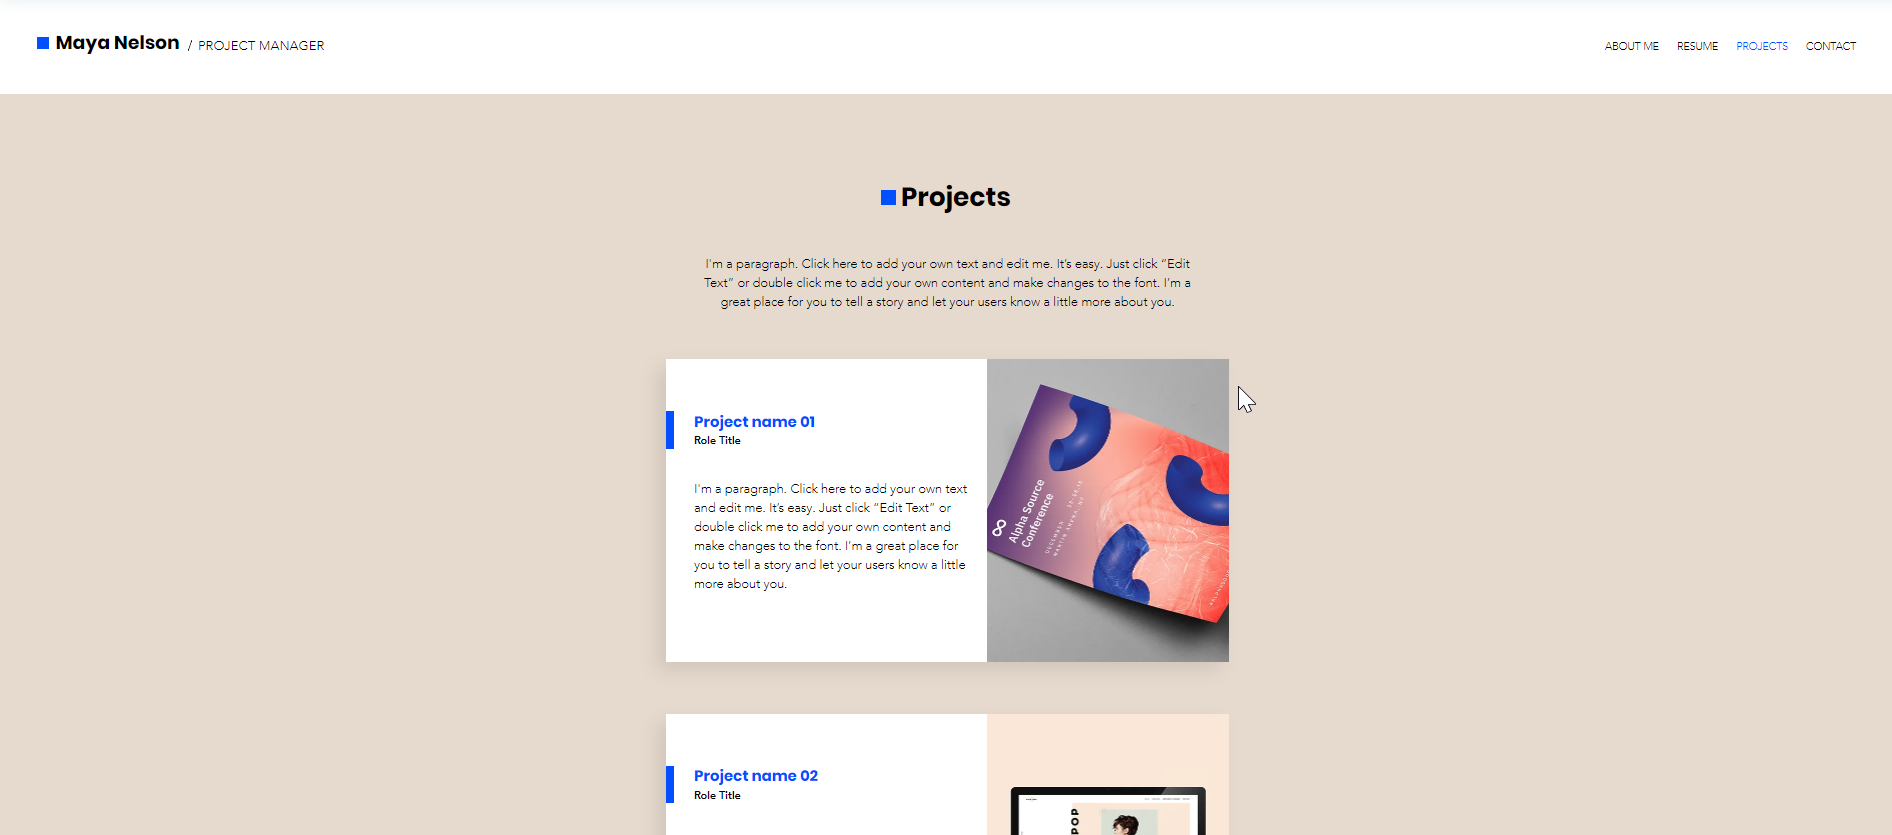 Maya Nelson / PROJECT MANAGER
ABOUT ME RESUME PROJECTS CONTACT
Projects
I'm a paragraph. Click here to add your own text and edit me. It’s easy. Just click “Edit
Text” or double click me to add your own content and make changes to the font. I’m a
great place for you to tell a story and let your users know a little more about you.
Project name 01
Role Title
I'm a paragraph. Click here to add your own text
and edit me. It’s easy. Just click “Edit Text” or
double click me to add your own content and
make changes to the font. I’m a great place for
you to tell a story and let your users know a little
more about you.
Alpha Source
Conference
DECEMBER
MARTIN ARENA, NY
Project name 02
Role Title
POP